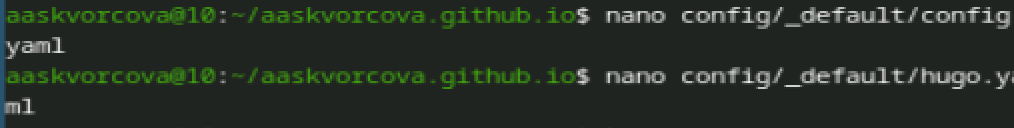 aaskvorcova@10:~/aaskvorcova.github.io$ nano config/_default/config
yaml
aaskvorcova@10:~/aaskvorcova.github.io$ nano config/_default/hugo.ya
ml